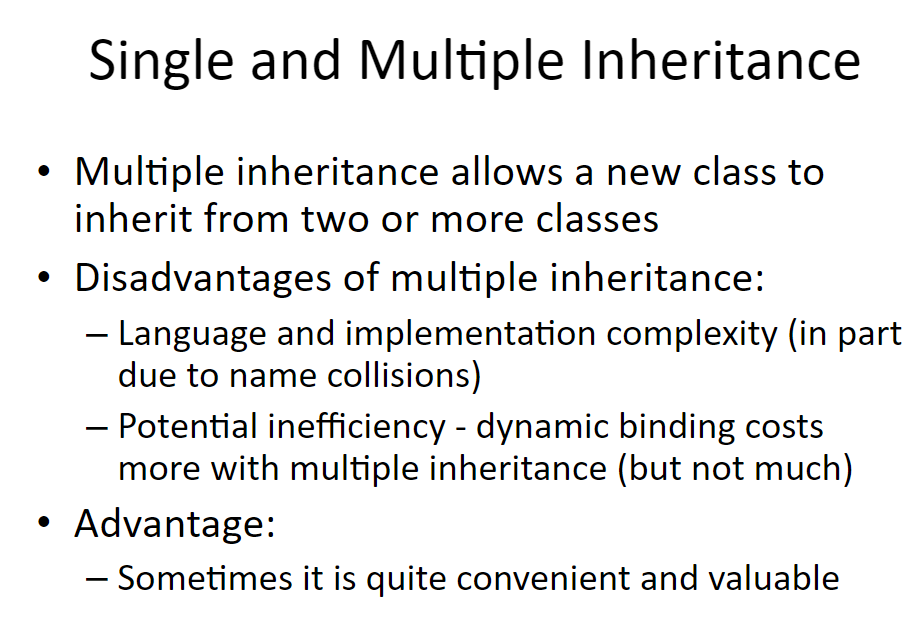 Single and Multiple Inheritance
• Multiple inheritance allows a new class to
inherit from two or more classes
• Disadvantages of multiple inheritance:
– Language and implementation complexity (in part
due to name collisions)
– Potential inefficiency - dynamic binding costs
more with multiple inheritance (but not much)
• Advantage:
– Sometimes it is quite convenient and valuable